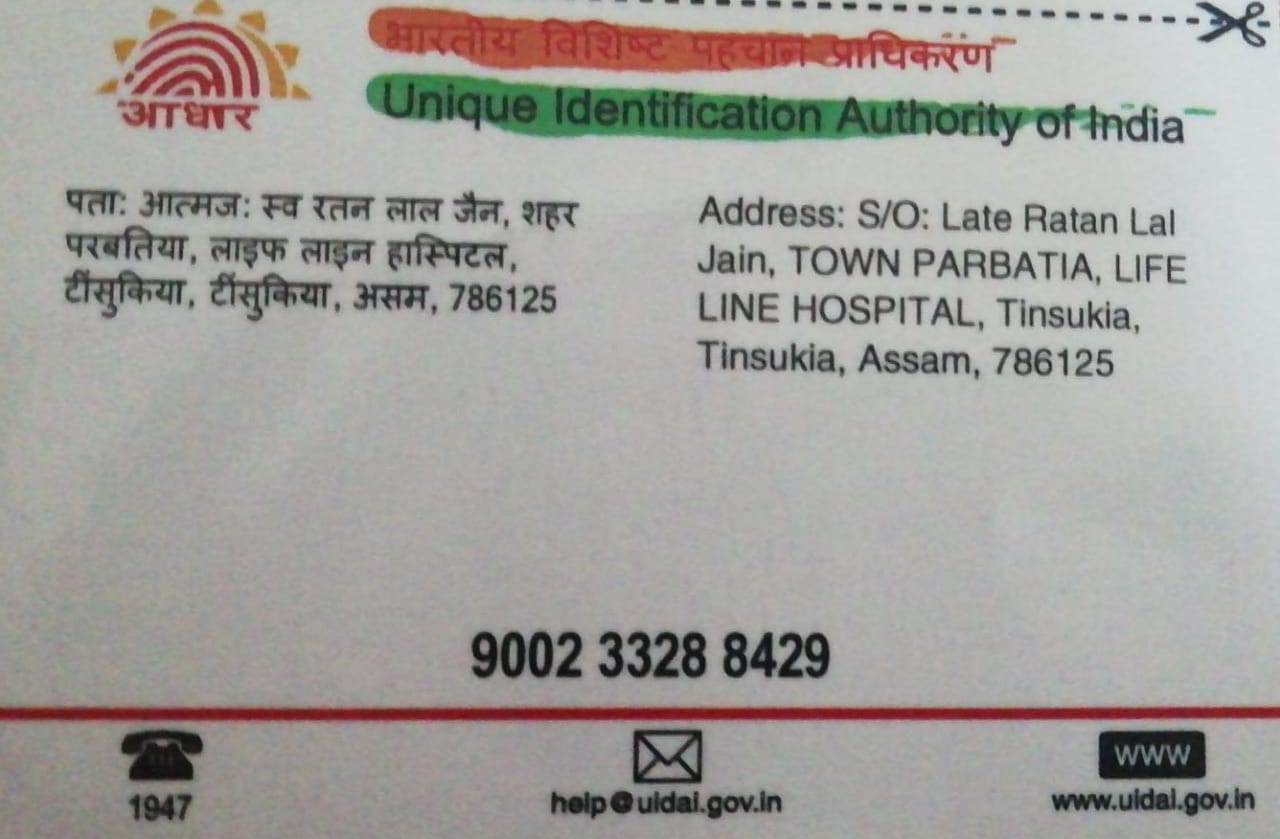 भारतीय विशिष्ट पहचान प्राधिकरण
आधार
Unique Identification Authority of India
पता: आत्मज: स्व रतन लाल जैन, शहर
परबतिया, लाइफ लाइन हास्पिटल,
टींसुकिया, टींसुकिया, असम, 786125
Address: S/O: Late Ratan Lal
Jain, TOWN PARBATIA, LIFE
LINE HOSPITAL, Tinsukia,
Tinsukia, Assam, 786125
9002 3328 8429
WWW
1947
help@uidai.gov.in
www.uidai.gov.in